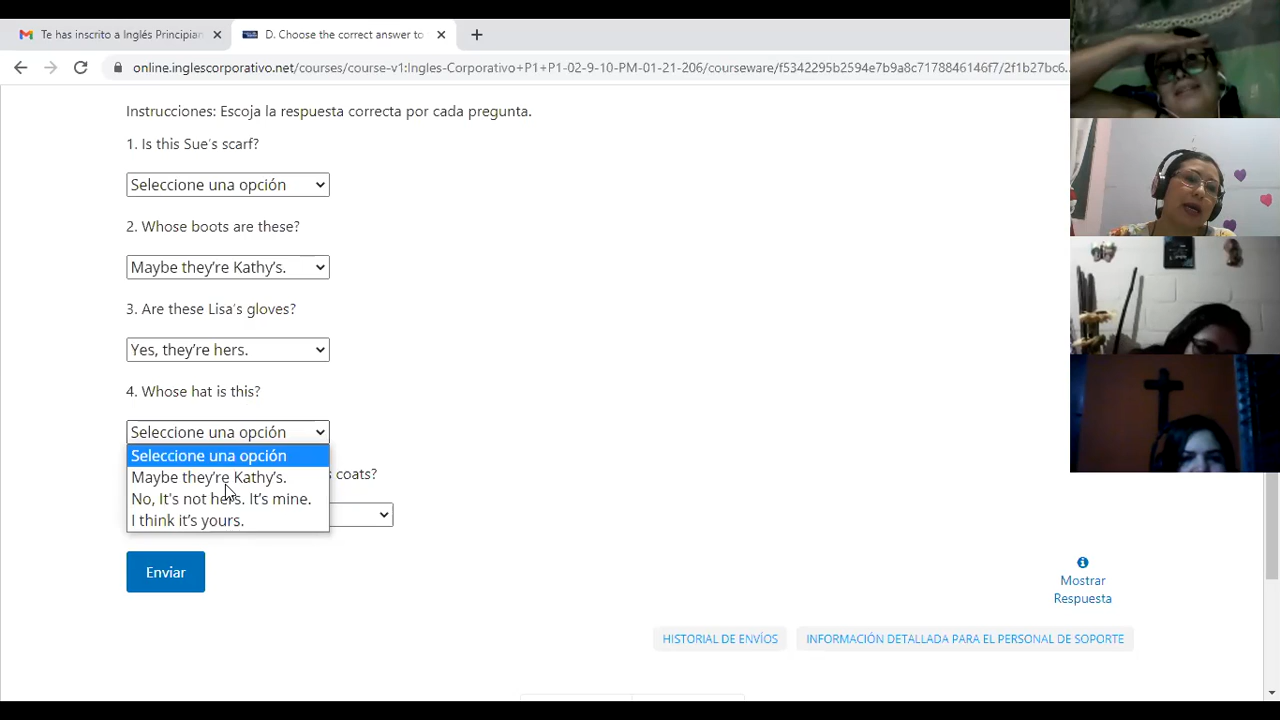 Te has inscrito a Inglés Principian
D. Choose the correct answer to
online.inglescorporativo.net/courses/course-v1:Ingles-Corporativo+P1+P1-02-9-10-PM-01-21-206/courseware/f5342295b2594e7b9a8c7178846146f7/2f1b27bc6...
Instrucciones: Escoja la respuesta correcta por cada pregunta.
1. Is this Sue's scarf?
Seleccione una opción
2. Whose boots are these?
Maybe they're Kathy's.
3. Are these Lisa's gloves?
Yes, they're hers.
4. Whose hat is this?
Seleccione una opción
Seleccione una opción
Maybe they're Kathy's.
s coats?
No, It's not hers. It's mine.
I think it's yours.
Enviar
Mostrar
Respuesta
HISTORIAL DE ENVÍOS
INFORMACIÓN DETALLADA PARA EL PERSONAL DE SOPORTE